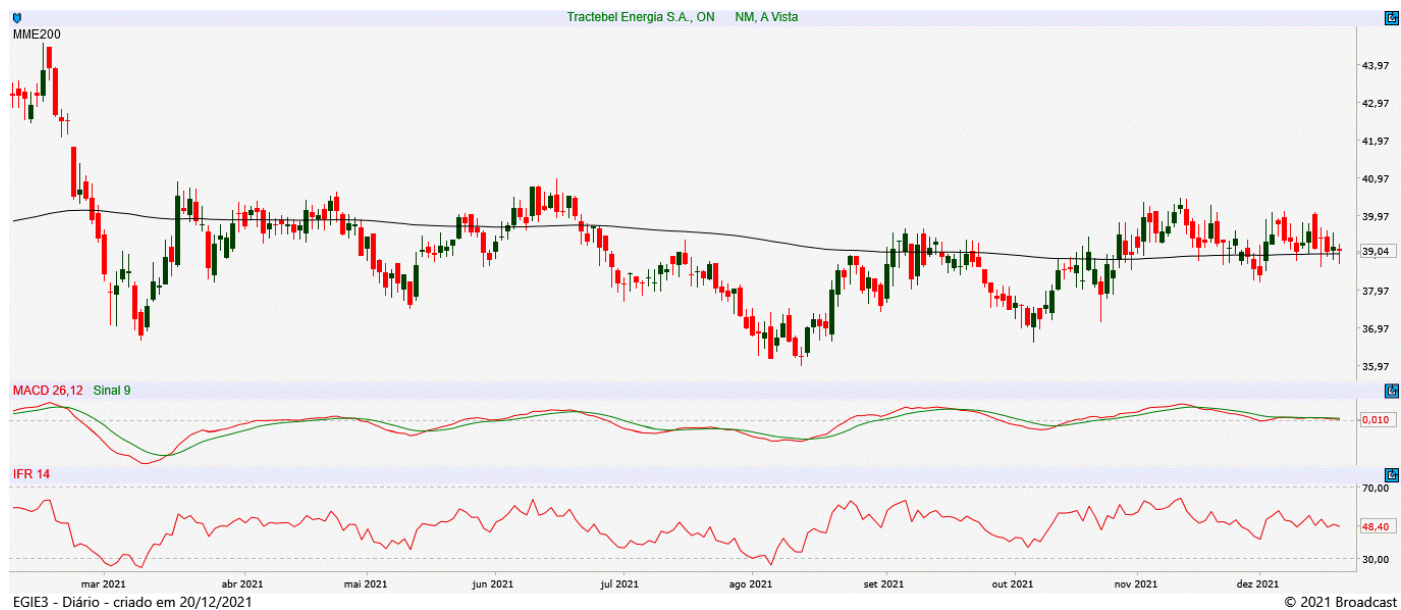 Tractebel Energia S.A., ON NM, A Vista
MME200
43,97
42,97
41,97
40,97
39,97
39,04
37,97
36,97
35,97
MACD 26,12 Sinal 9
0,010
IFR 14
70,00
48,40
30,00
mar 2021 abr 2021 mai 2021 jun 2021 jul 2021 ago 2021 set 2021 out 2021 nov 2021 dez 2021
EGIE3 - Diário - criado em 20/12/2021 © 2021 Broadcast